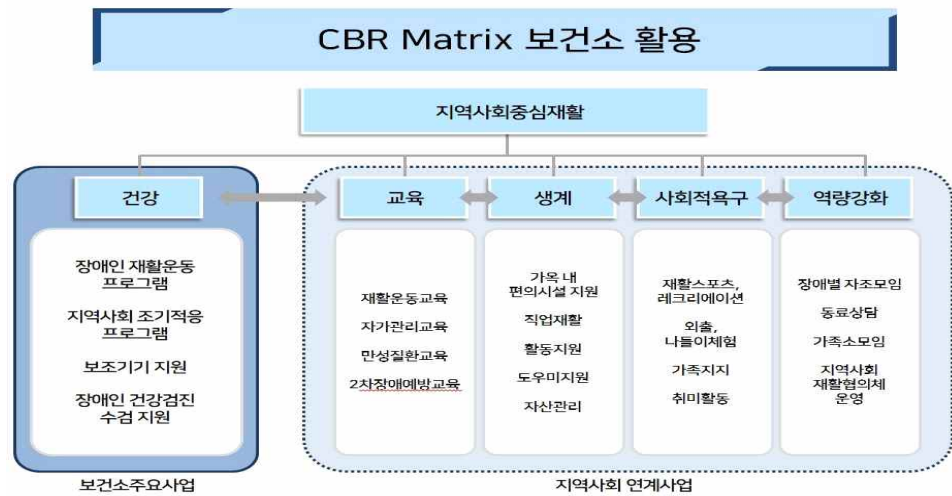 CBR Matrix 보건소 활용
지역사회중심재활
건강
장애인 재활운동
프로그램
지역사회 조기적응
프로그램
보조기기 지원
장애인 건강검진
수검 지원
보건소주요사업
교육
재활운동교육
자가관리교육
만성질환교육
2차장애예방교육
생계
가옥 내
편의시설 지원
직업재활
활동지원
도우미지원
자산관리
사회적욕구
재활스포츠,
레크리에이션
외출,
나들이체험
가족지지
취미활동
역량강화
장애별 자조모임
동료상담
가족소모임
지역사회
재활협의체
운영
지역사회 연계사업